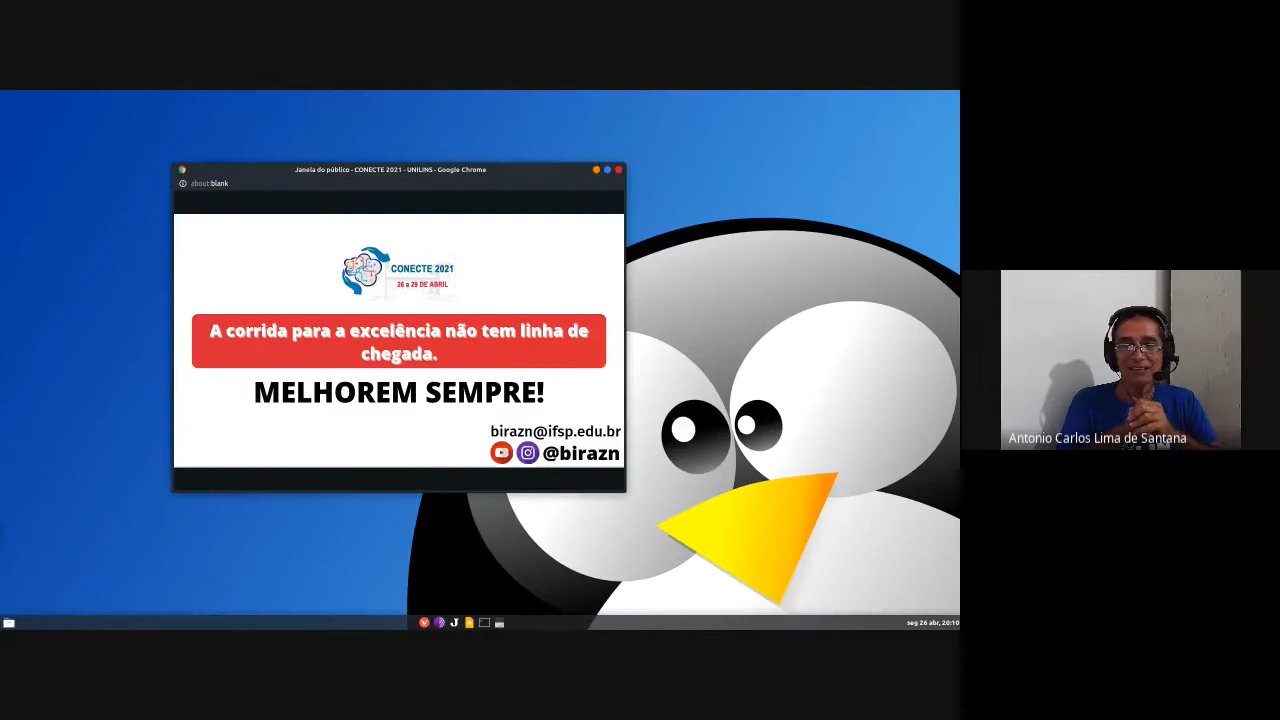 Janela do público - CONECTE 2021 - UNILINS - Google Chrome
about:blank
CONECTE 2021
26 a 29 DE ABRIL
A corrida para a excelência não tem linha de
chegada.
MELHOREM SEMPRE!
birazn@ifsp.edu.br
@birazn
Antonio Carlos Lima de Santana
seg 26 abr, 20:10